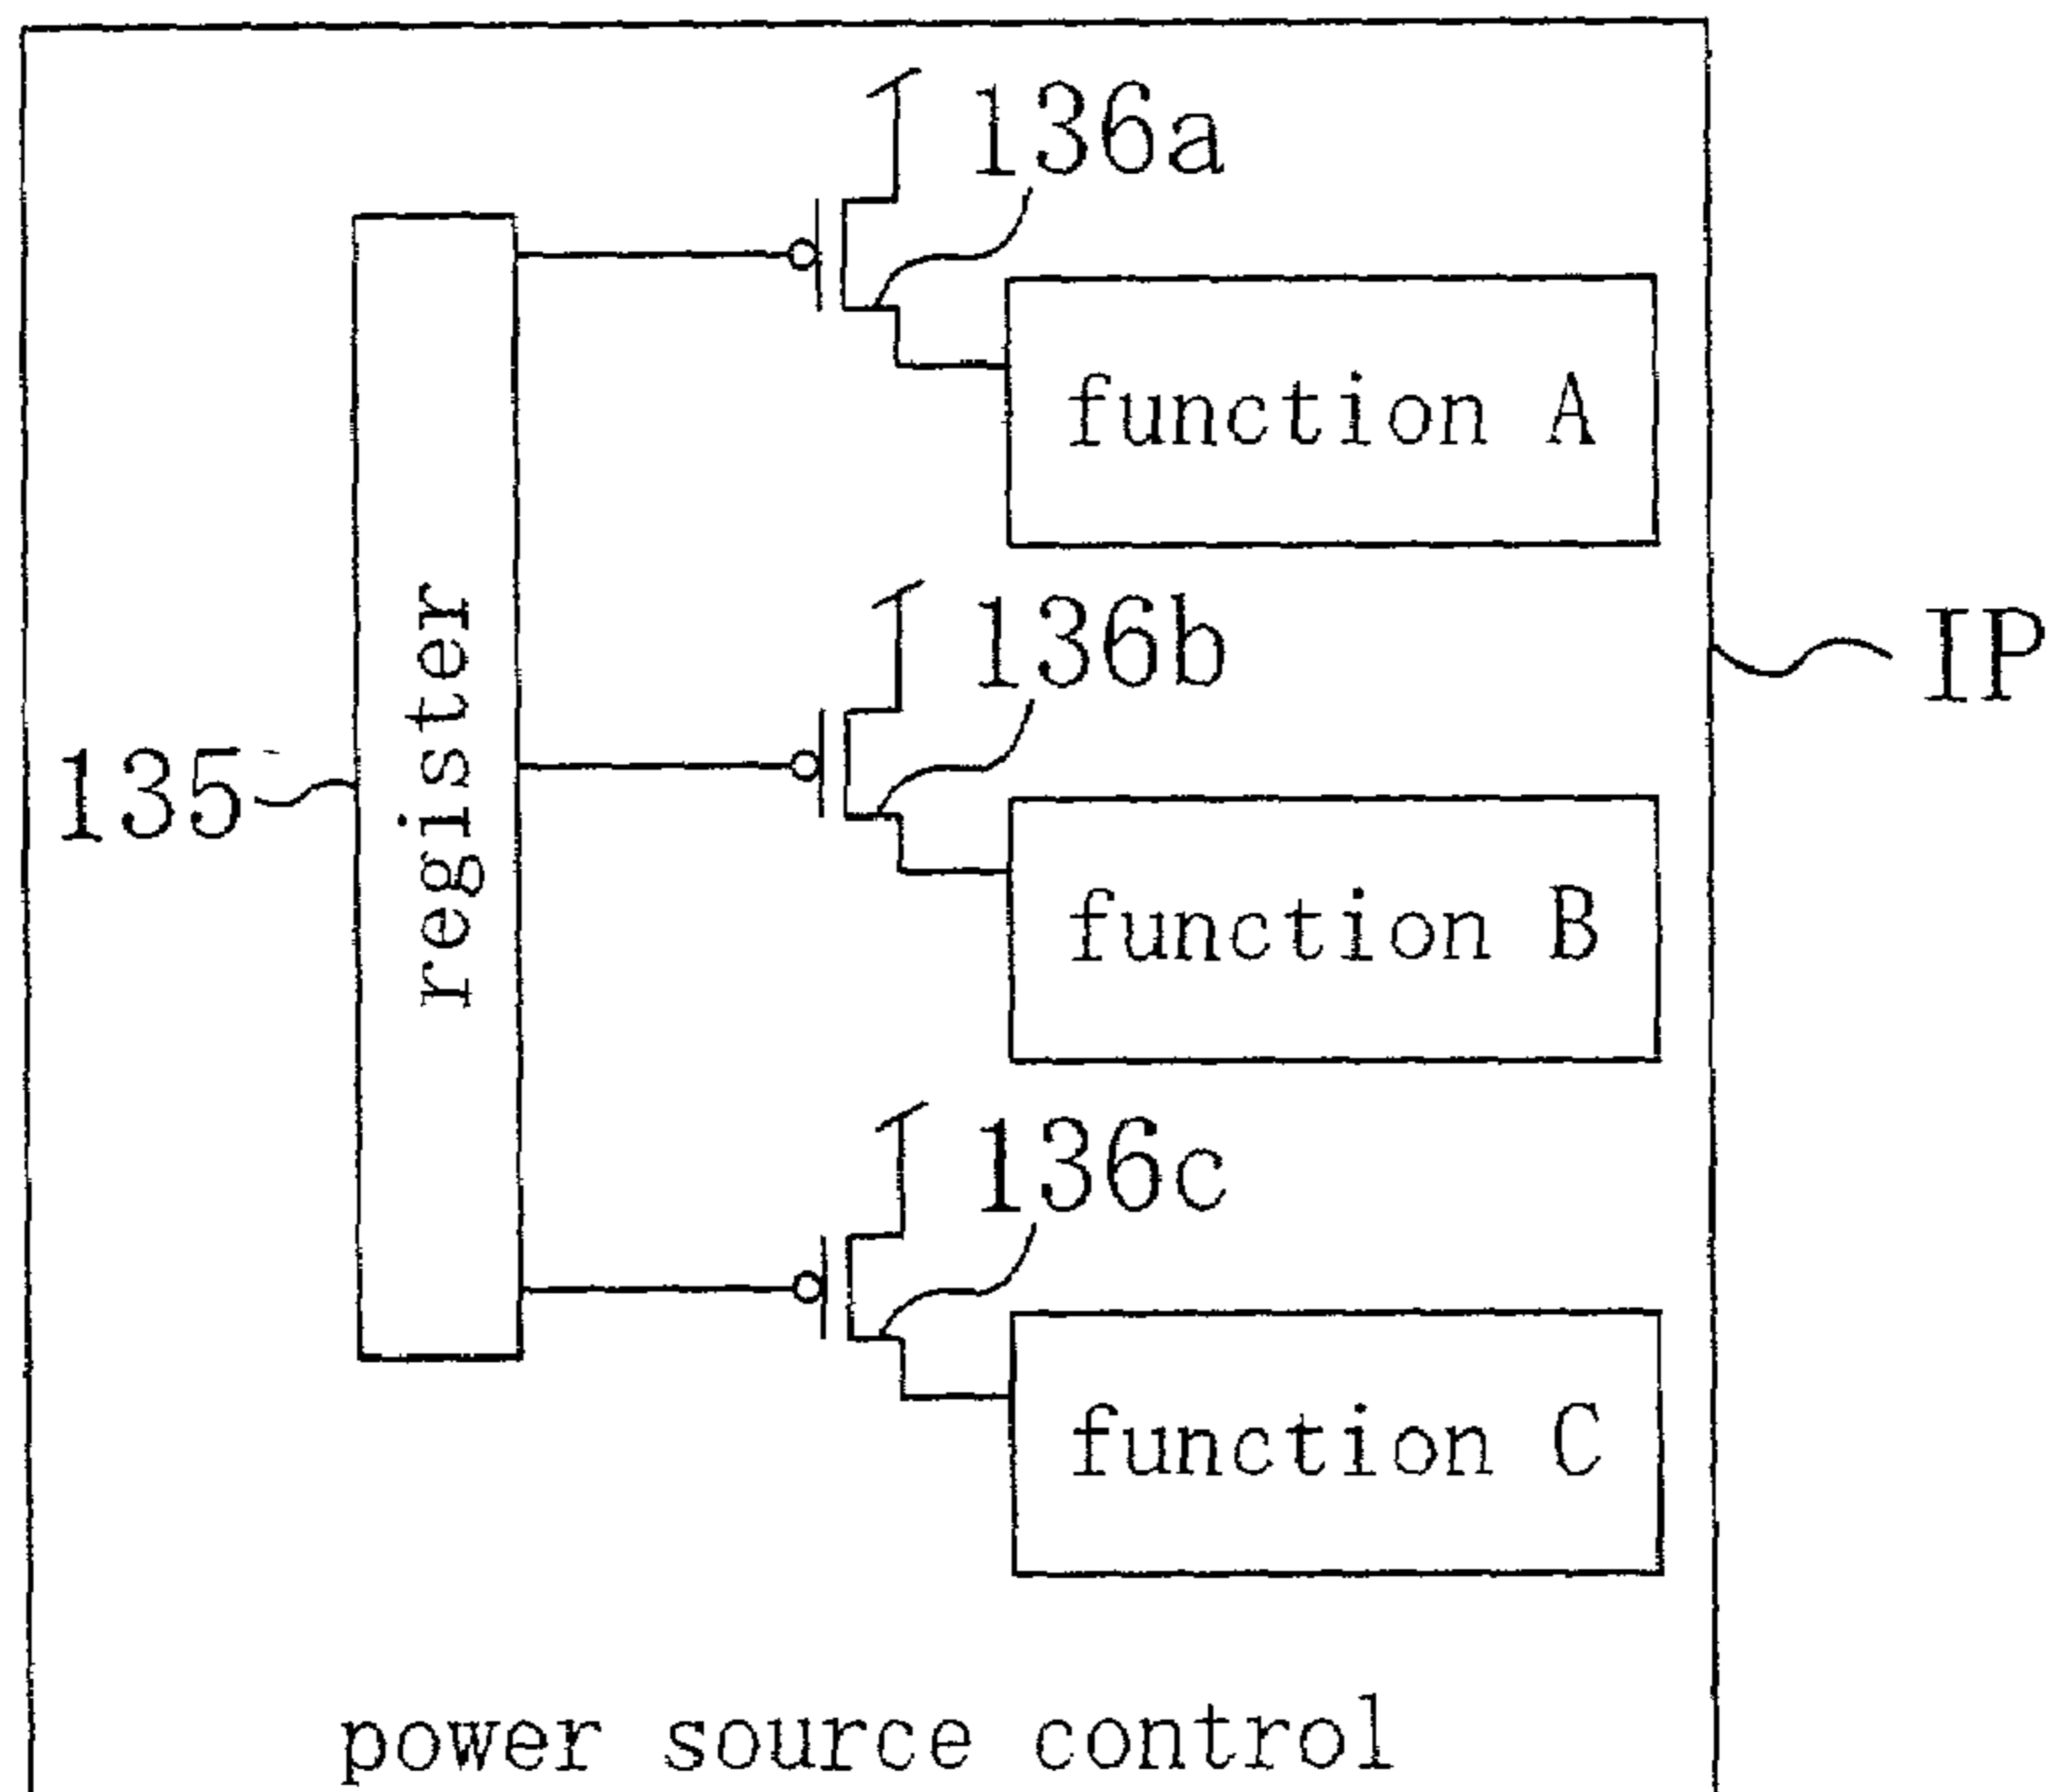 136a
function A
136b
IP
register
135
function B
136c
function C
power source control